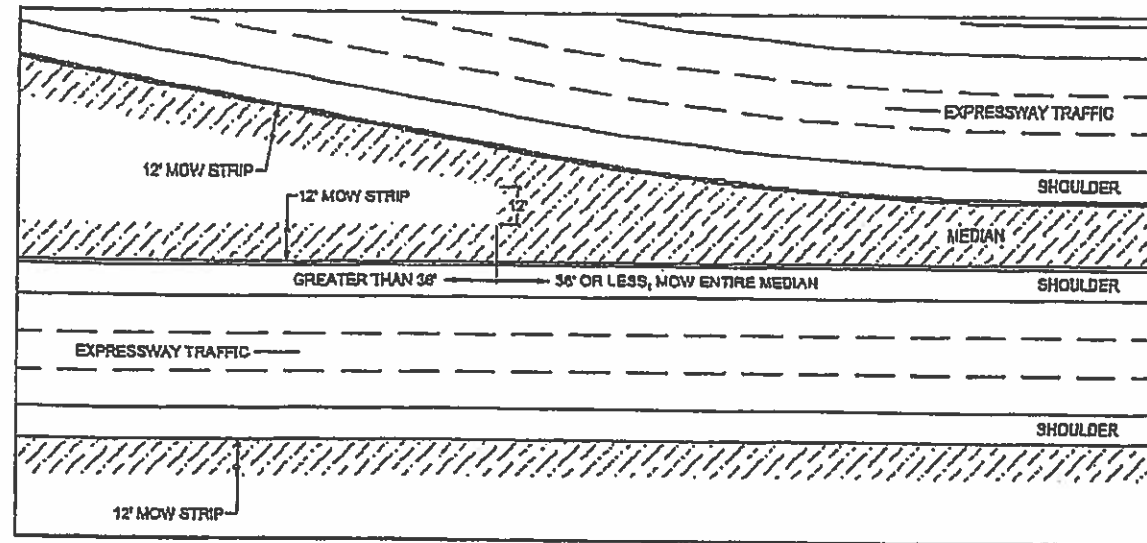 EXPRESSWAY TRAFFIC
12' MOW STRIP
SHOULDER
12' MOW STRIP
12'
MEDIAN
GREATER THAN 36'
36' OR LESS, MOW ENTIRE MEDIAN
SHOULDER
EXPRESSWAY TRAFFIC
SHOULDER
12' MOW STRIP